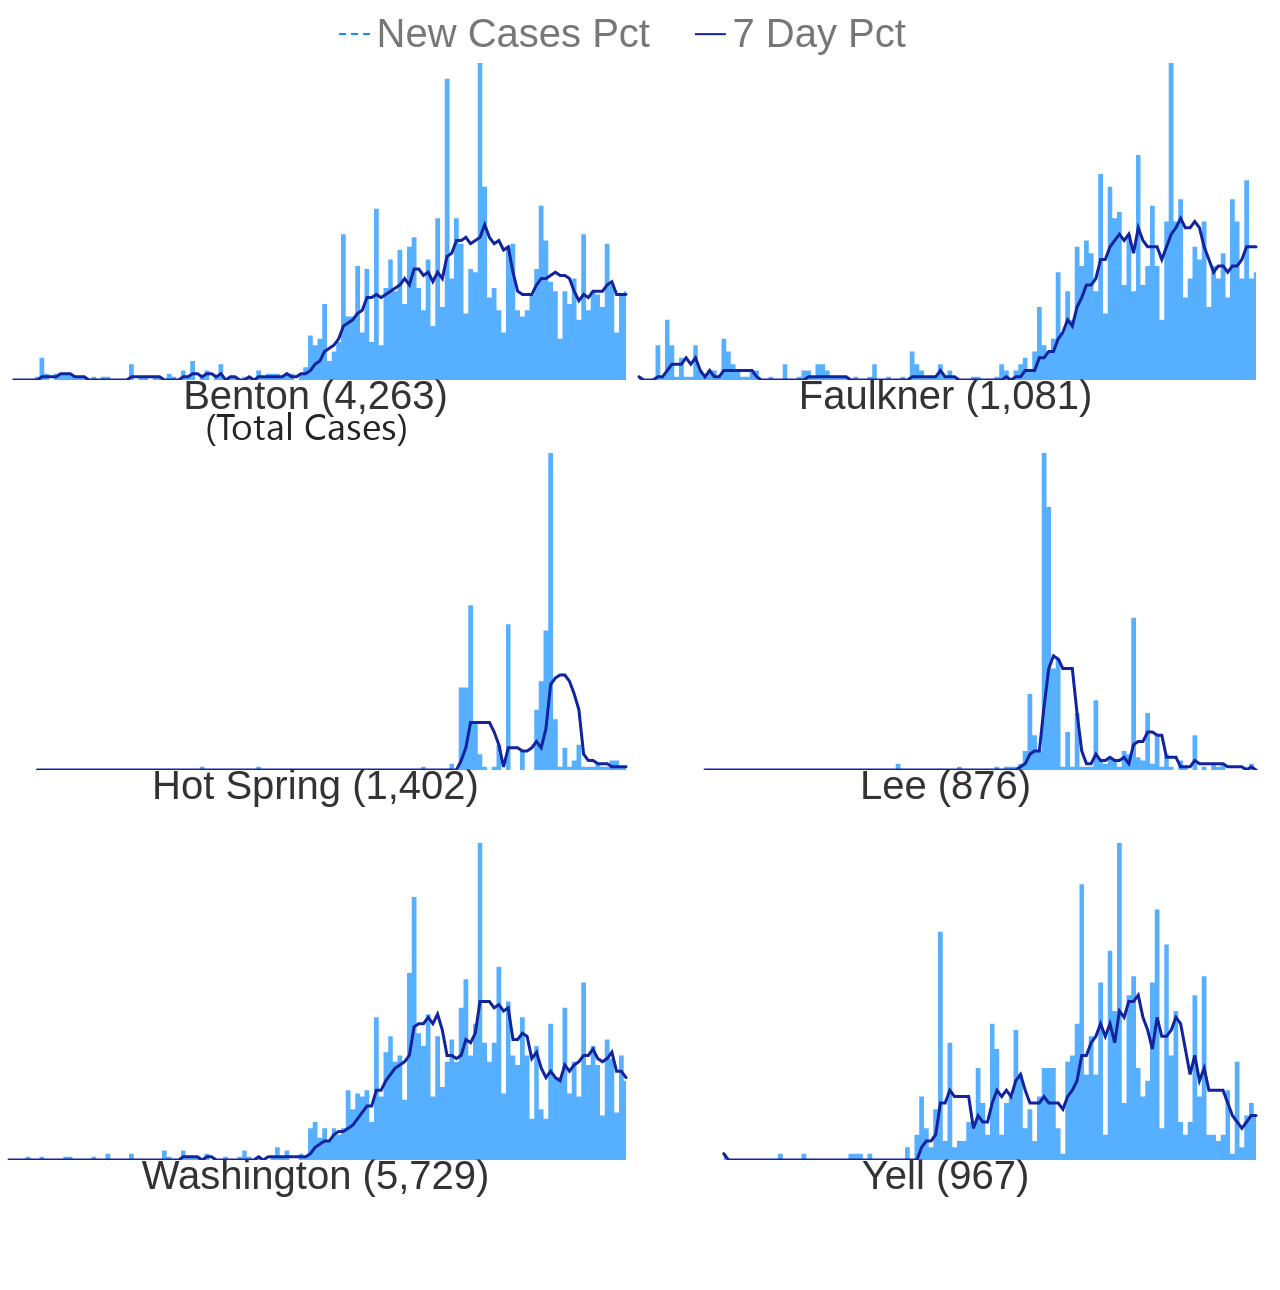 New Cases Pct 7 Day Pct
Benton (4,263) Faulkner (1,081)
(Total Cases)
Hot Spring (1,402) Lee (876)
Washington (5,729) Yell (967)